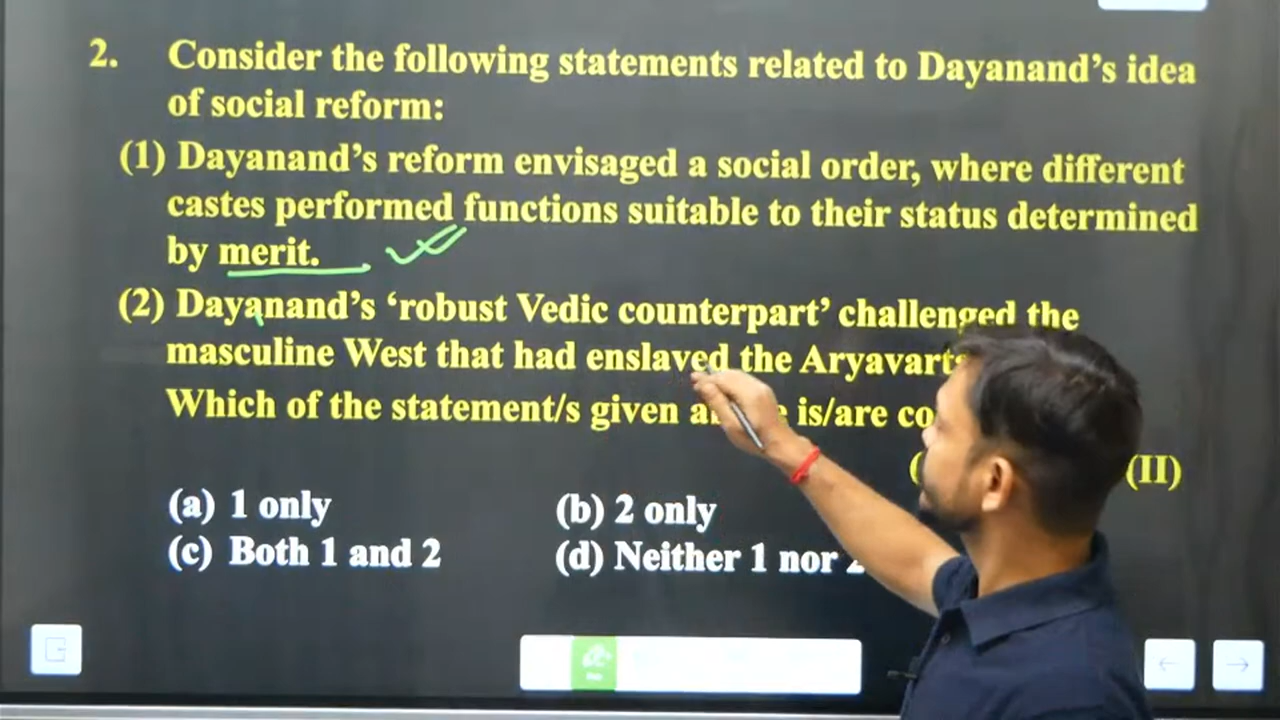 2. Consider the following statements related to Dayanand's idea
of social reform:
(1) Dayanand's reform envisaged a social order, where different
castes performed functions suitable to their status determined
by merit.
(2) Dayanand's ‘robust Vedic counterpart’ challenged the
masculine West that had enslaved the
Which of the statement/s given is/are
(II)
(a) 1 only (b) 2 only
(c) Both 1 and 2 (d) Neither 1 nor